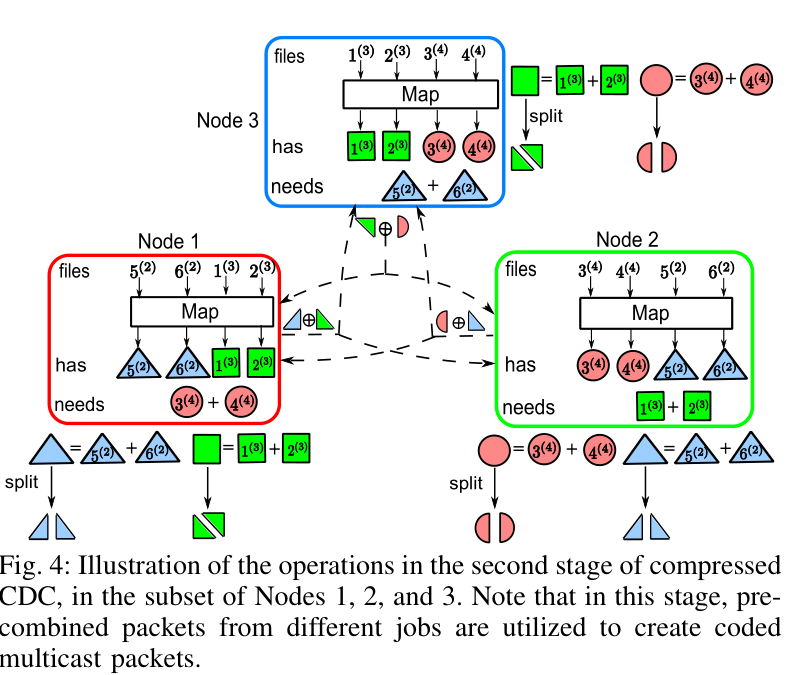 files 1(3) 2(3) 3(4) 4(4)
Map
Node 3
has 1(3) 2(3) 3(4) 4(4)
needs 5(2) + 6(2)
= 1(3) + 2(3)
split
= 3(4) + 4(4)
⊕
Node 1
files 5(2) 6(2) 1(3) 2(3)
Map
has 5(2) 6(2) 1(3) 2(3)
needs 3(4) + 4(4)
⊕
⊕
Node 2
files 3(4) 4(4) 5(2) 6(2)
Map
has 3(4) 4(4) 5(2) 6(2)
needs 1(3) + 2(3)
= 5(2) + 6(2)
split
= 1(3) + 2(3)
= 3(4) + 4(4)
split
= 5(2) + 6(2)
Fig. 4: Illustration of the operations in the second stage of compressed
CDC, in the subset of Nodes 1, 2, and 3. Note that in this stage, pre-
combined packets from different jobs are utilized to create coded
multicast packets.